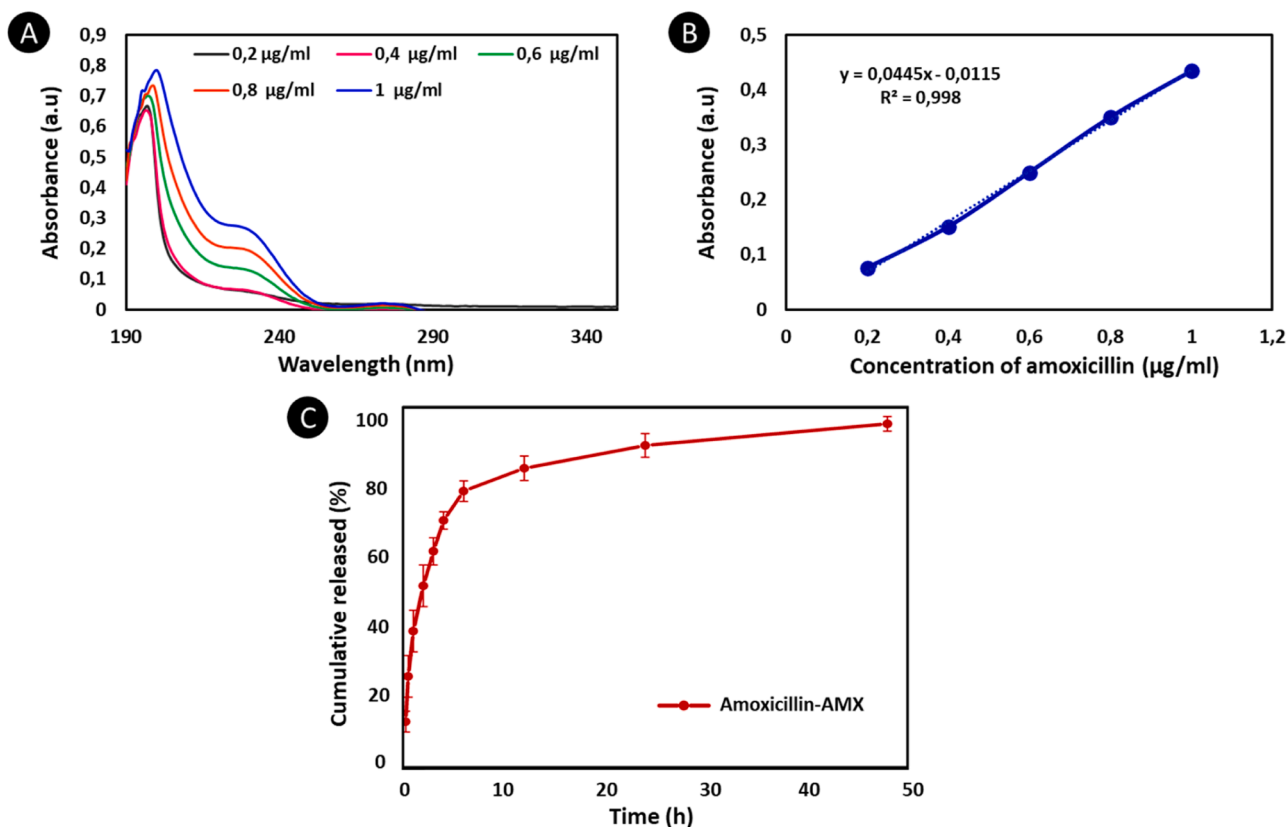 A
Absorbance (a.u)
0,9
0,8
0,7
0,6
0,5
0,4
0,3
0,2
0,1
0
0,2 µg/ml
0,4 µg/ml
0,6 µg/ml
0,8 µg/ml
1 µg/ml
190
240
290
340
Wavelength (nm)
B
Absorbance (a.u)
0,5
0,4
0,3
0,2
0,1
0
y = 0,0445x - 0,0115
R² = 0,998
0
0,2
0,4
0,6
0,8
1
1,2
Concentration of amoxicillin (µg/ml)
C
Cumulative released (%)
100
80
60
40
20
0
Amoxicillin-AMX
0
10
20
30
40
50
Time (h)